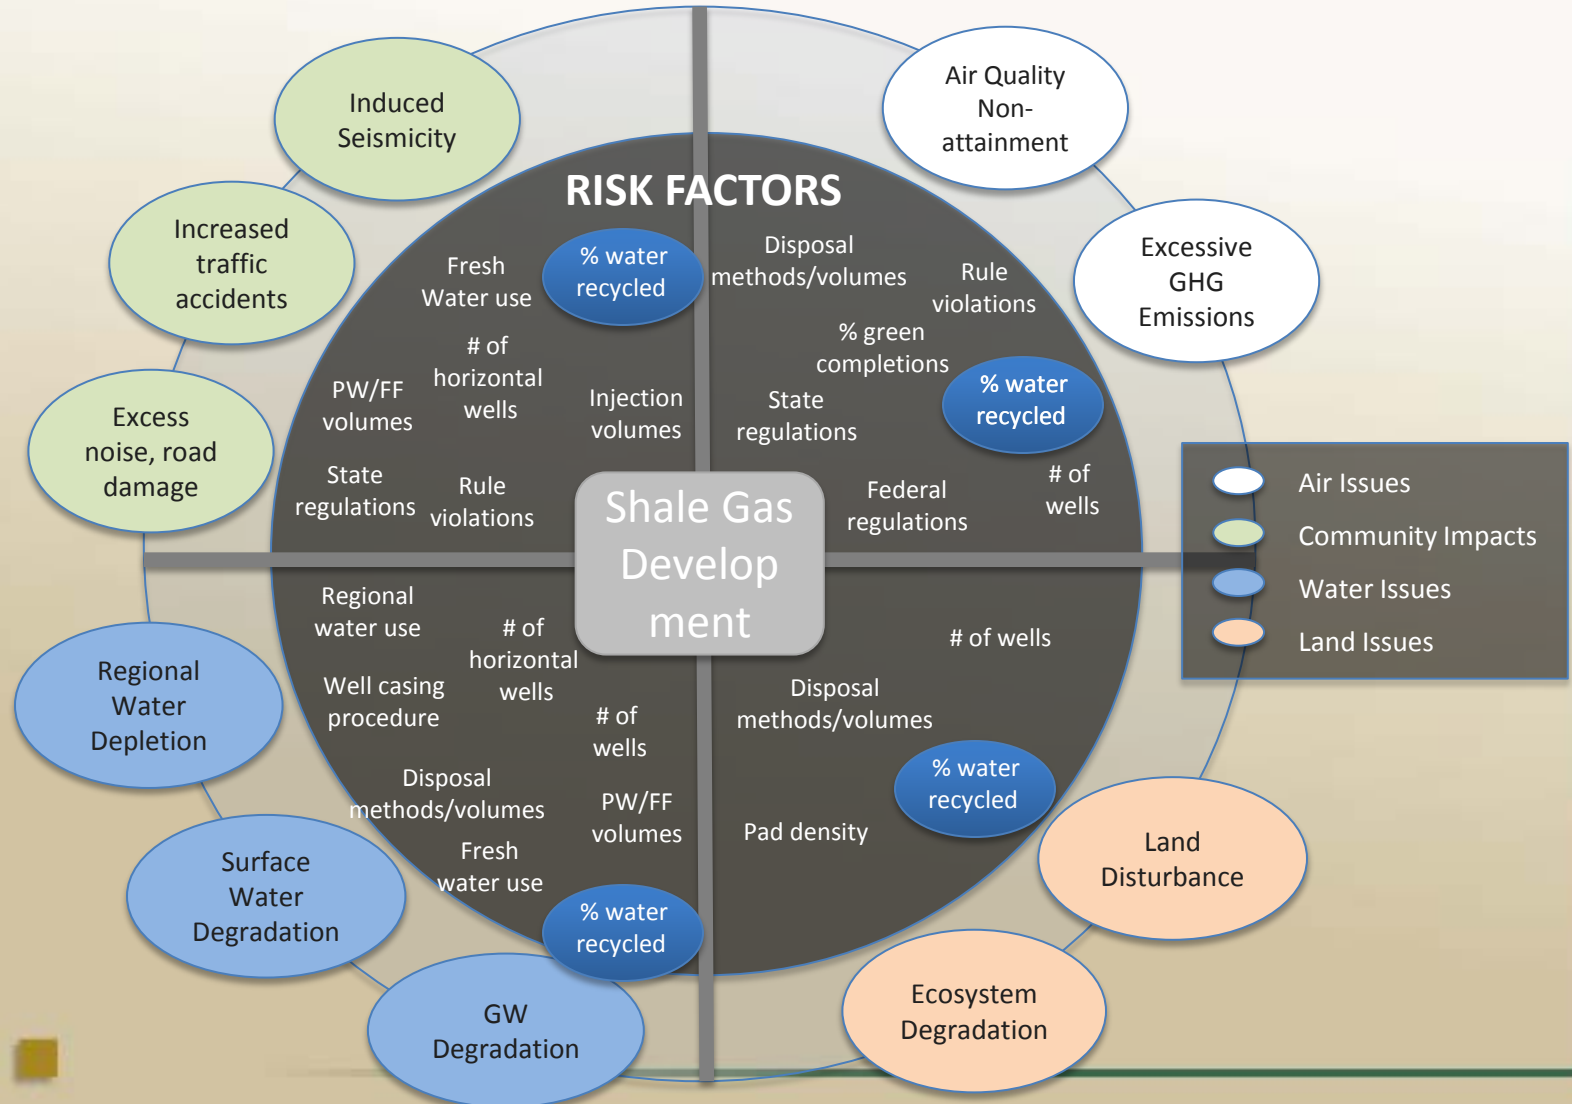 Induced
Seismicity
Increased
traffic
accidents
Excess
noise, road
damage
Air Quality
Non-
attainment
Excessive
GHG
Emissions
RISK FACTORS
Fresh
Water use
% water
recycled
# of
horizontal
wells
PW/FF
volumes
Injection
volumes
State
regulations
Rule
violations
Disposal
methods/volumes
Rule
violations
% green
completions
% water
recycled
State
regulations
Federal
regulations
# of
wells
Shale Gas
Develop
ment
Air Issues
Community Impacts
Water Issues
Land Issues
Regional
water use
# of
horizontal
wells
Well casing
procedure
# of
wells
Disposal
methods/volumes
PW/FF
volumes
Fresh
water use
% water
recycled
# of wells
Disposal
methods/volumes
% water
recycled
Pad density
Regional
Water
Depletion
Surface
Water
Degradation
GW
Degradation
Land
Disturbance
Ecosystem
Degradation